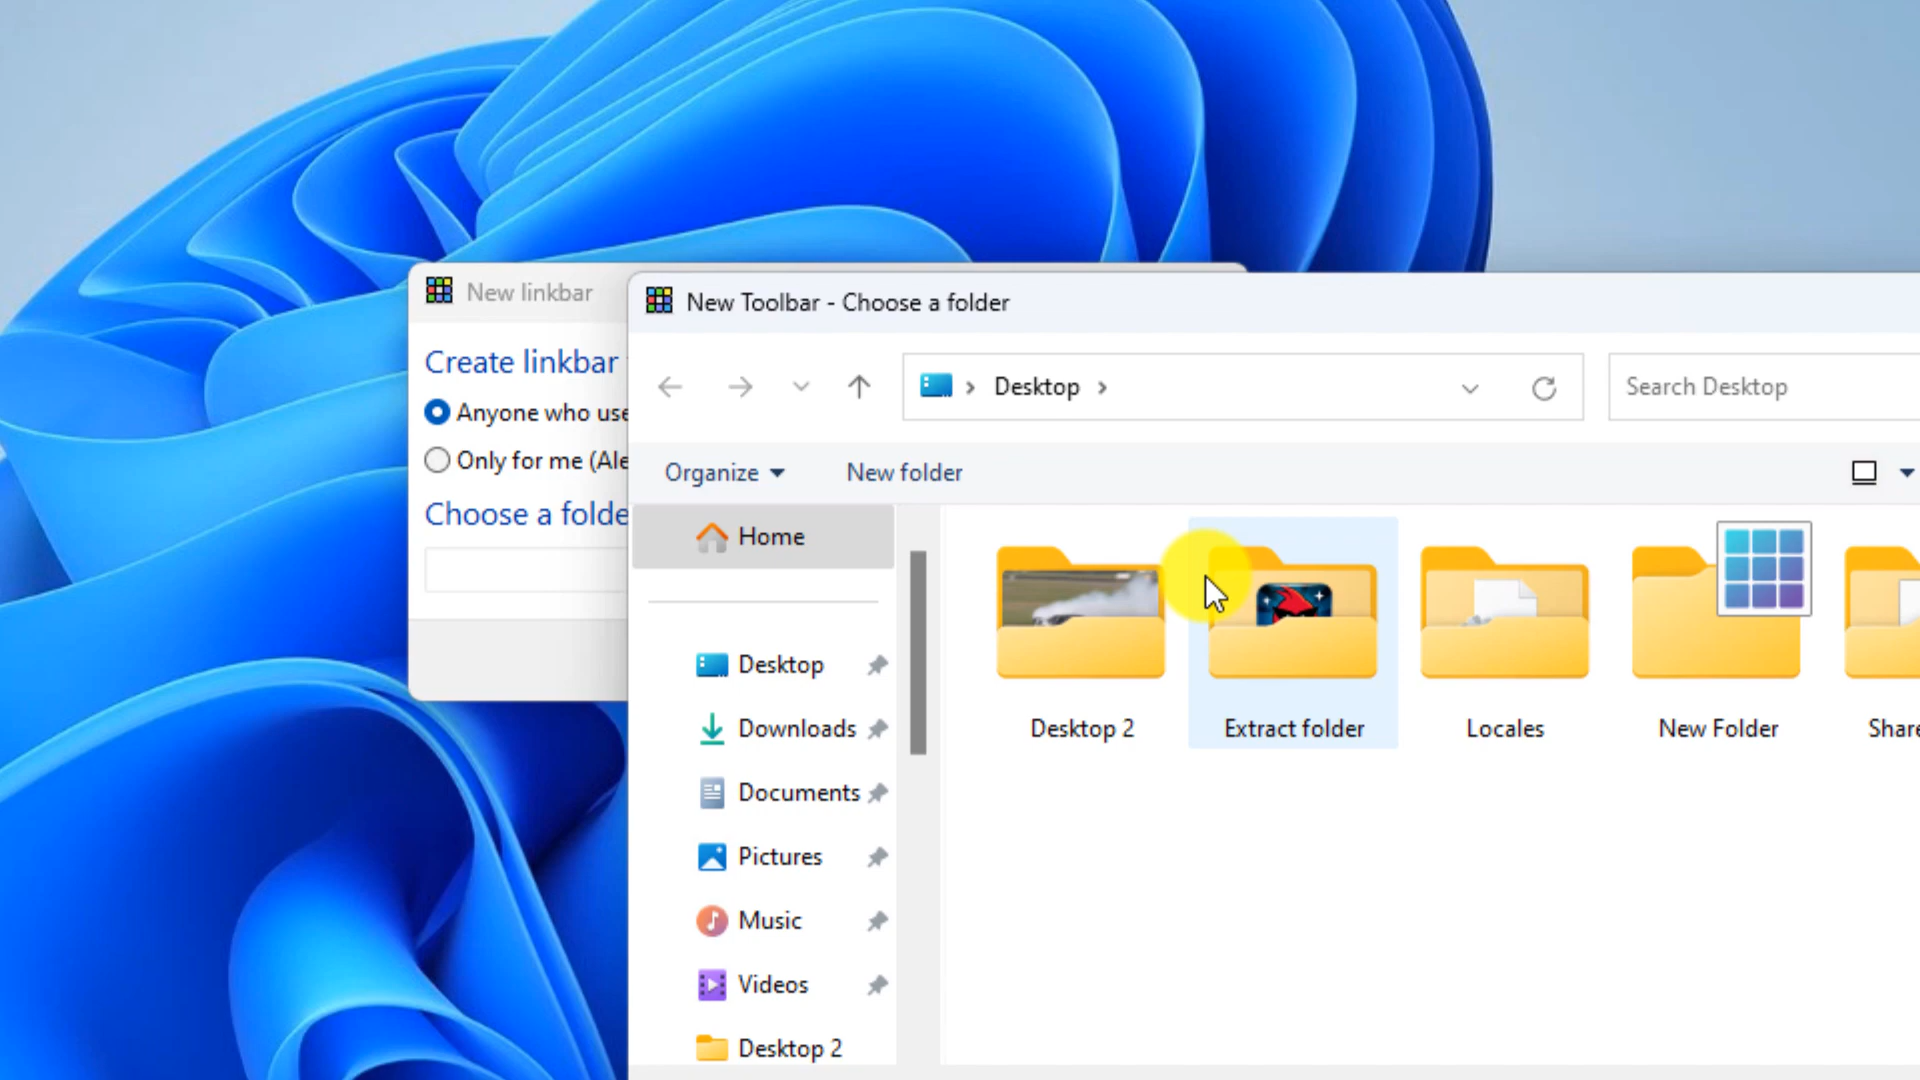 New linkbar
New Toolbar - Choose a folder
Create linkbar
Anyone who use
Only for me (Ale
Choose a folde
Desktop
Search Desktop
Organize
New folder
Home
Desktop
Downloads
Documents
Pictures
Music
Videos
Desktop 2
Desktop 2
Extract folder
Locales
New Folder
Share